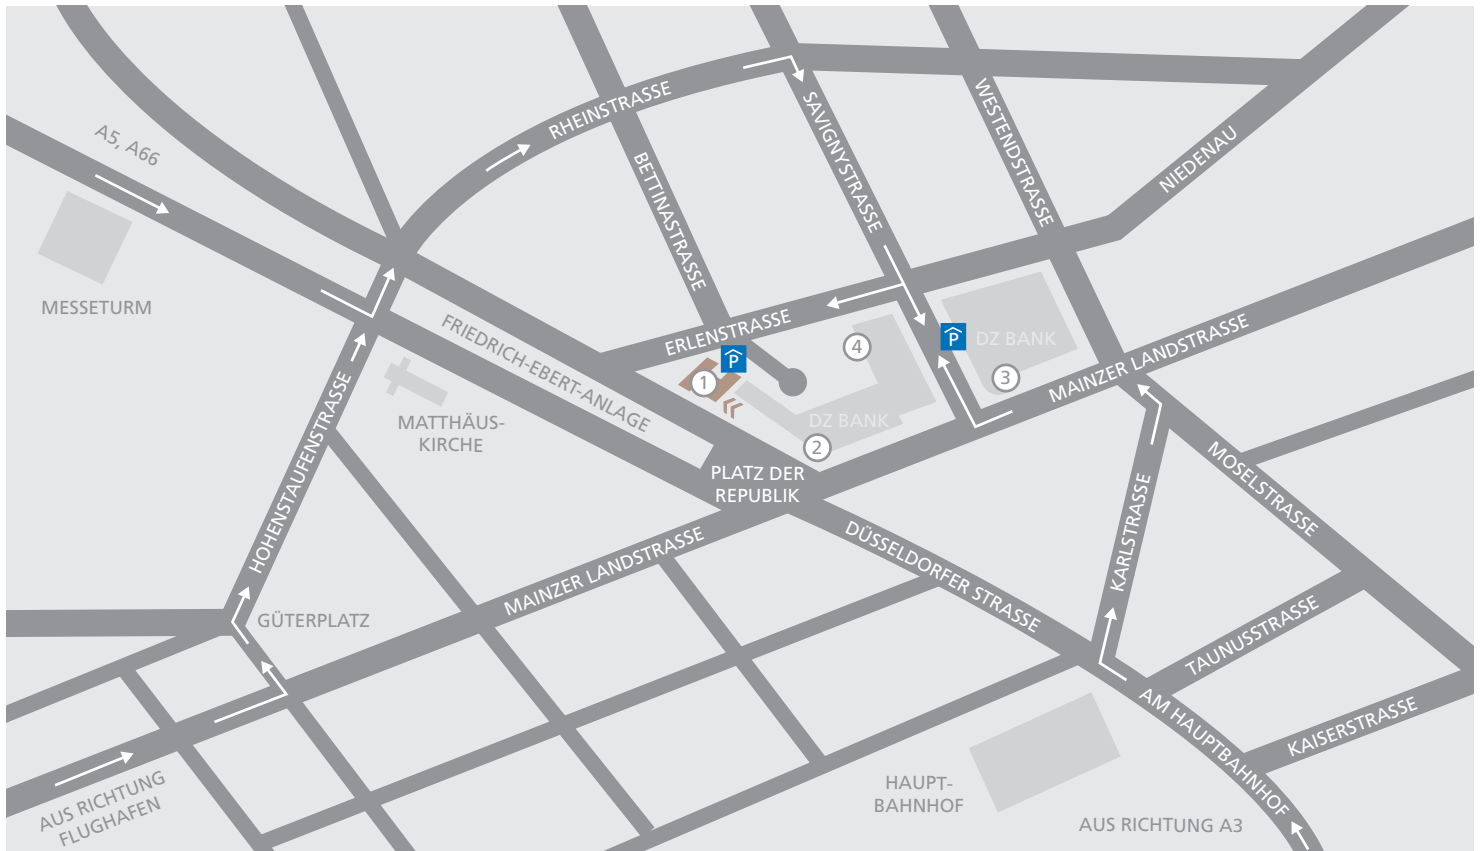 A5, A66
RHEINSTRASSE
SAVIGNYSTRASSE
WESTENDSTRASSE
NIEDENAU
BETTINASTRASSE
MESSETURM
FRIEDRICH-EBERT-ANLAGE
ERLENSTRASSE
P
P
1
4
DZ BANK
3
MAINZER LANDSTRASSE
MATTHÄUS-
KIRCHE
DZ BANK
2
HOHENSTAUFENSTRASSE
PLATZ DER
REPUBLIK
MOSELSTRASSE
KARLSTRASSE
DÜSSELDORFER STRASSE
MAINZER LANDSTRASSE
GÜTERPLATZ
TAUNUSSTRASSE
AM HAUPTBAHNHOF
KAISERSTRASSE
AUS RICHTUNG
FLUGHAFEN
HAUPT-
BAHNHOF
AUS RICHTUNG A3